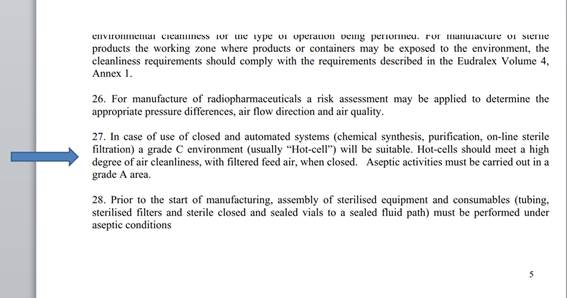 environmental cleanliness for the type of operation being performed. For manufacture of sterile
products the working zone where products or containers may be exposed to the environment, the
cleanliness requirements should comply with the requirements described in the Eudralex Volume 4,
Annex 1.
26. For manufacture of radiopharmaceuticals a risk assessment may be applied to determine the
appropriate pressure differences, air flow direction and air quality.
27. In case of use of closed and automated systems (chemical synthesis, purification, on-line sterile
filtration) a grade C environment (usually “Hot-cell”) will be suitable. Hot-cells should meet a high
degree of air cleanliness, with filtered feed air, when closed. Aseptic activities must be carried out in a
grade A area.
28. Prior to the start of manufacturing, assembly of sterilised equipment and consumables (tubing,
sterilised filters and sterile closed and sealed vials to a sealed fluid path) must be performed under
aseptic conditions
5